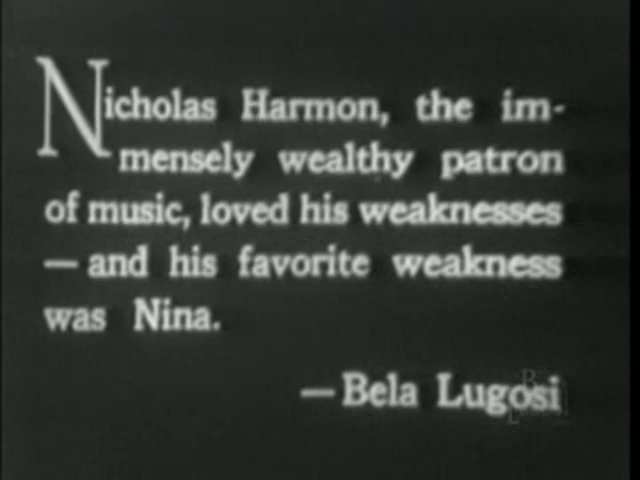 Nicholas Harmon, the im-
mensely wealthy patron
of music, loved his weaknesses
— and his favorite weakness
was Nina.
— Bela Lugosi